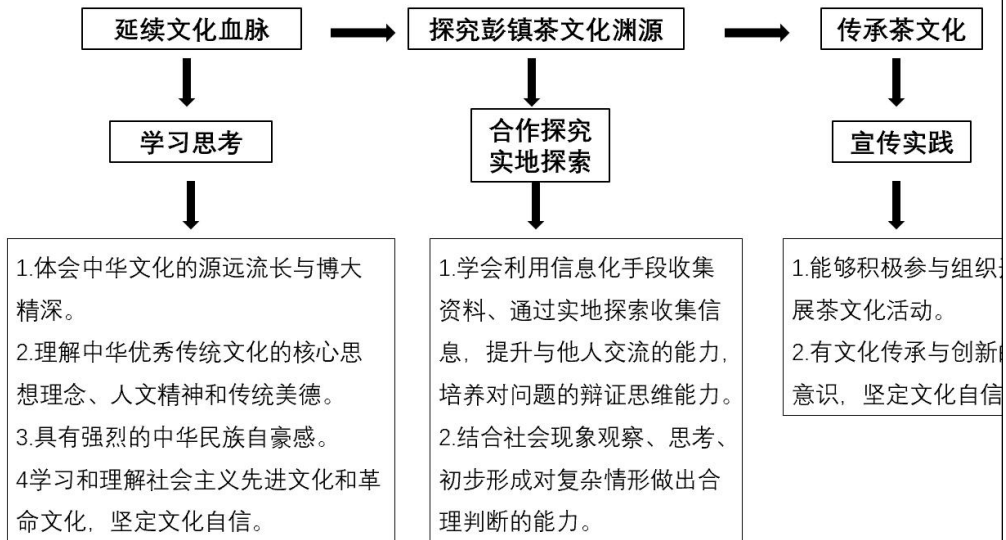 延续文化血脉
探究彭镇茶文化渊源
传承茶文化
学习思考
合作探究
实地探索
宣传实践
1.体会中华文化的源远流长与博大
精深。
2.理解中华优秀传统文化的核心思
想理念、人文精神和传统美德。
3.具有强烈的中华民族自豪感。
4学习和理解社会主义先进文化和革
命文化，坚定文化自信。
1.学会利用信息化手段收集
资料、通过实地探索收集信
息，提升与他人交流的能力，
培养对问题的辩证思维能力。
2.结合社会现象观察、思考、
初步形成对复杂情形做出合
理判断的能力。
1.能够积极参与组织
展茶文化活动。
2.有文化传承与创新
意识，坚定文化自信